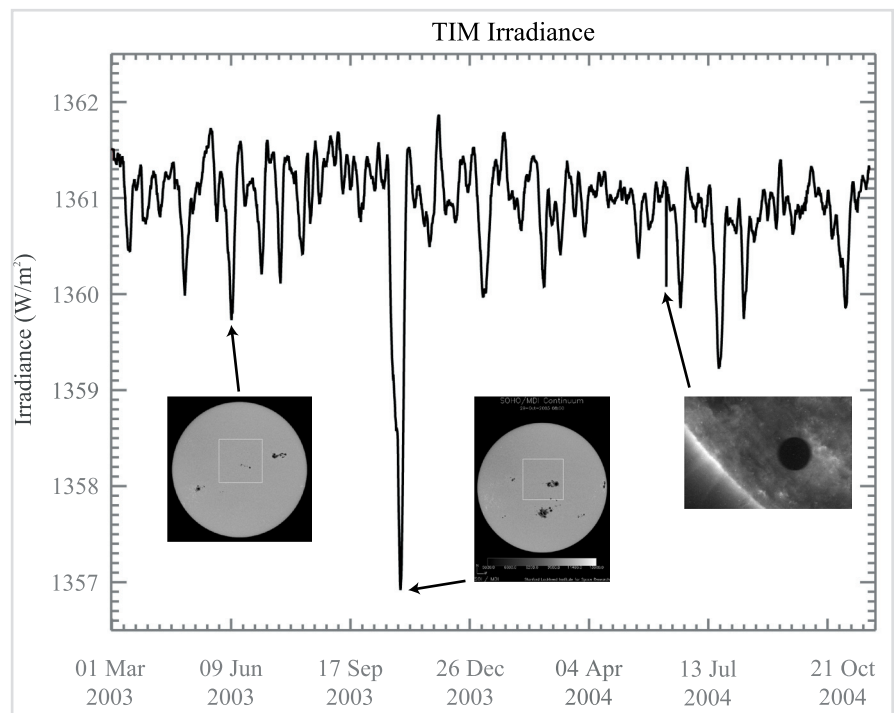 TIM Irradiance
Irradiance (W/m²)
1362
1361
1360
1359
1358
1357
SOHO/MDI Continuum
01 Mar 2003
09 Jun 2003
17 Sep 2003
26 Dec 2003
04 Apr 2004
13 Jul 2004
21 Oct 2004